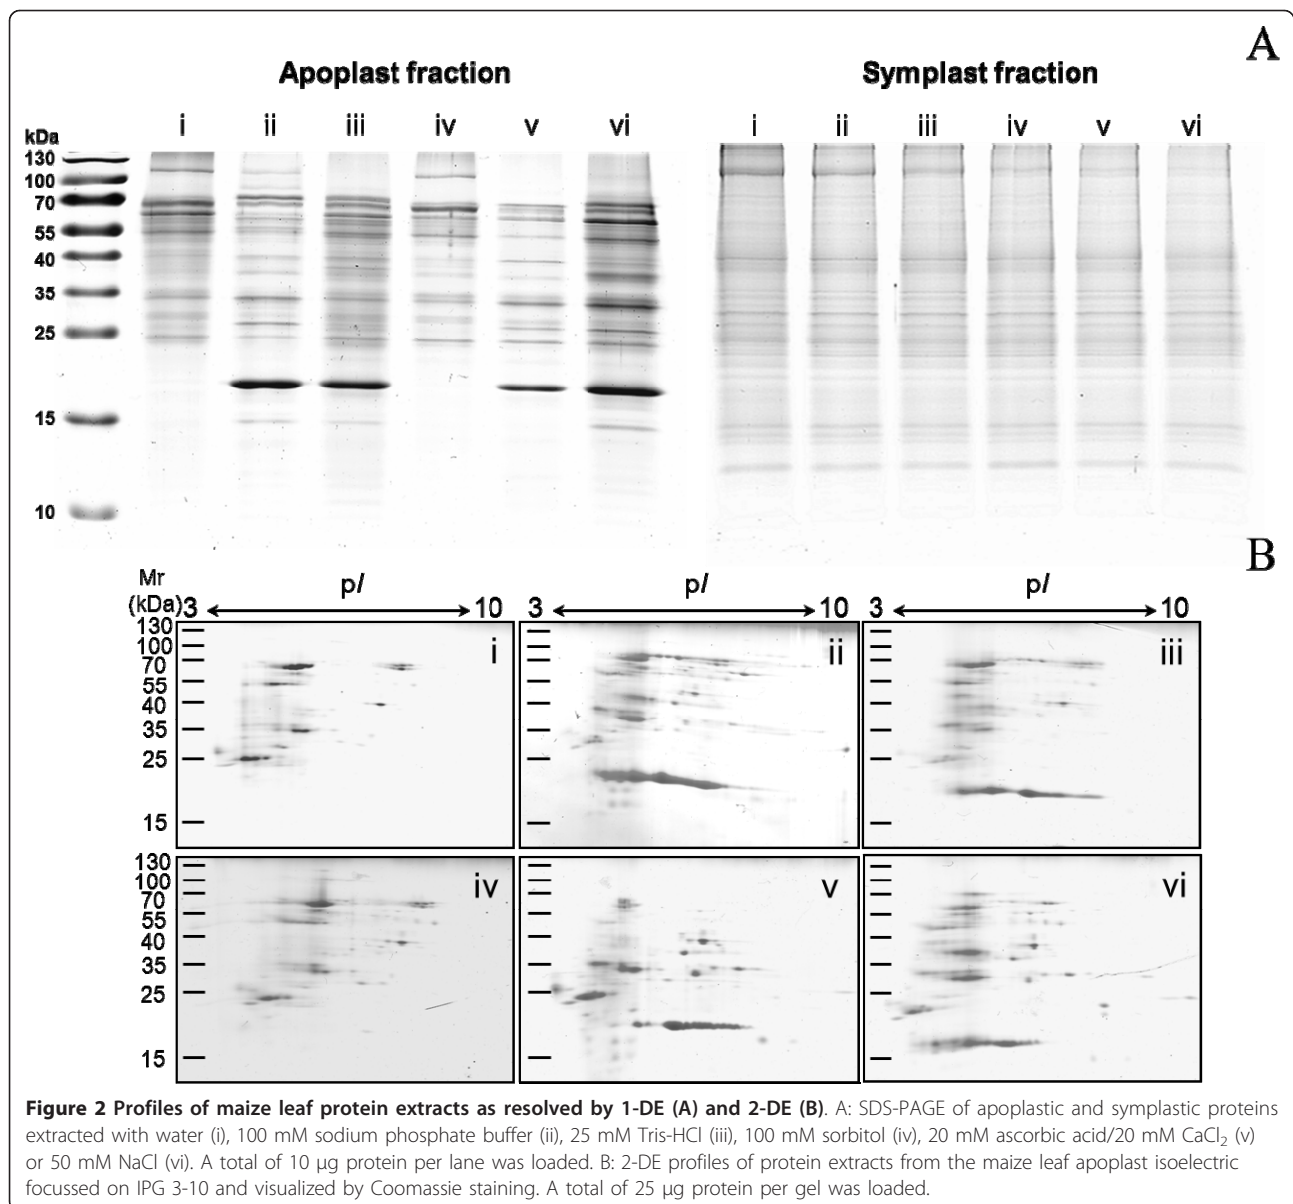 A
Apoplast fraction Symplast fraction
i ii iii iv v vi i ii iii iv v vi
kDa
130
100
70
55
40
35
25
15
10
B
Mr
(kDa)
pI pI pI
3 10 3 10 3 10
130
100
70
55
40
35
25
15
i ii iii
130
100
70
55
40
35
25
15
iv v vi
Figure 2 Profiles of maize leaf protein extracts as resolved by 1-DE (A) and 2-DE (B). A: SDS-PAGE of apoplastic and symplastic proteins
extracted with water (i), 100 mM sodium phosphate buffer (ii), 25 mM Tris-HCl (iii), 100 mM sorbitol (iv), 20 mM ascorbic acid/20 mM CaCl₂ (v)
or 50 mM NaCl (vi). A total of 10 μg protein per lane was loaded. B: 2-DE profiles of protein extracts from the maize leaf apoplast isoelectric
focussed on IPG 3-10 and visualized by Coomassie staining. A total of 25 μg protein per gel was loaded.